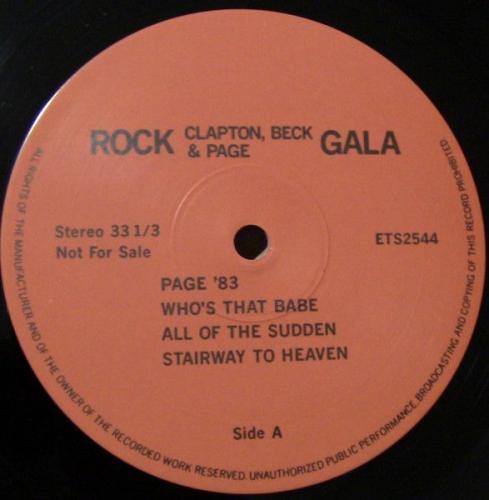 ROCK CLAPTON, BECK & PAGE GALA
Stereo 33 1/3
Not For Sale
ETS2544
PAGE '83
WHO'S THAT BABE
ALL OF THE SUDDEN
STAIRWAY TO HEAVEN
Side A
ALL RIGHTS OF THE MANUFACTURER AND OF THE OWNER OF THE RECORDED WORK RESERVED. UNAUTHORIZED PUBLIC PERFORMANCE, BROADCASTING AND COPYING OF THIS RECORD PROHIBITED.